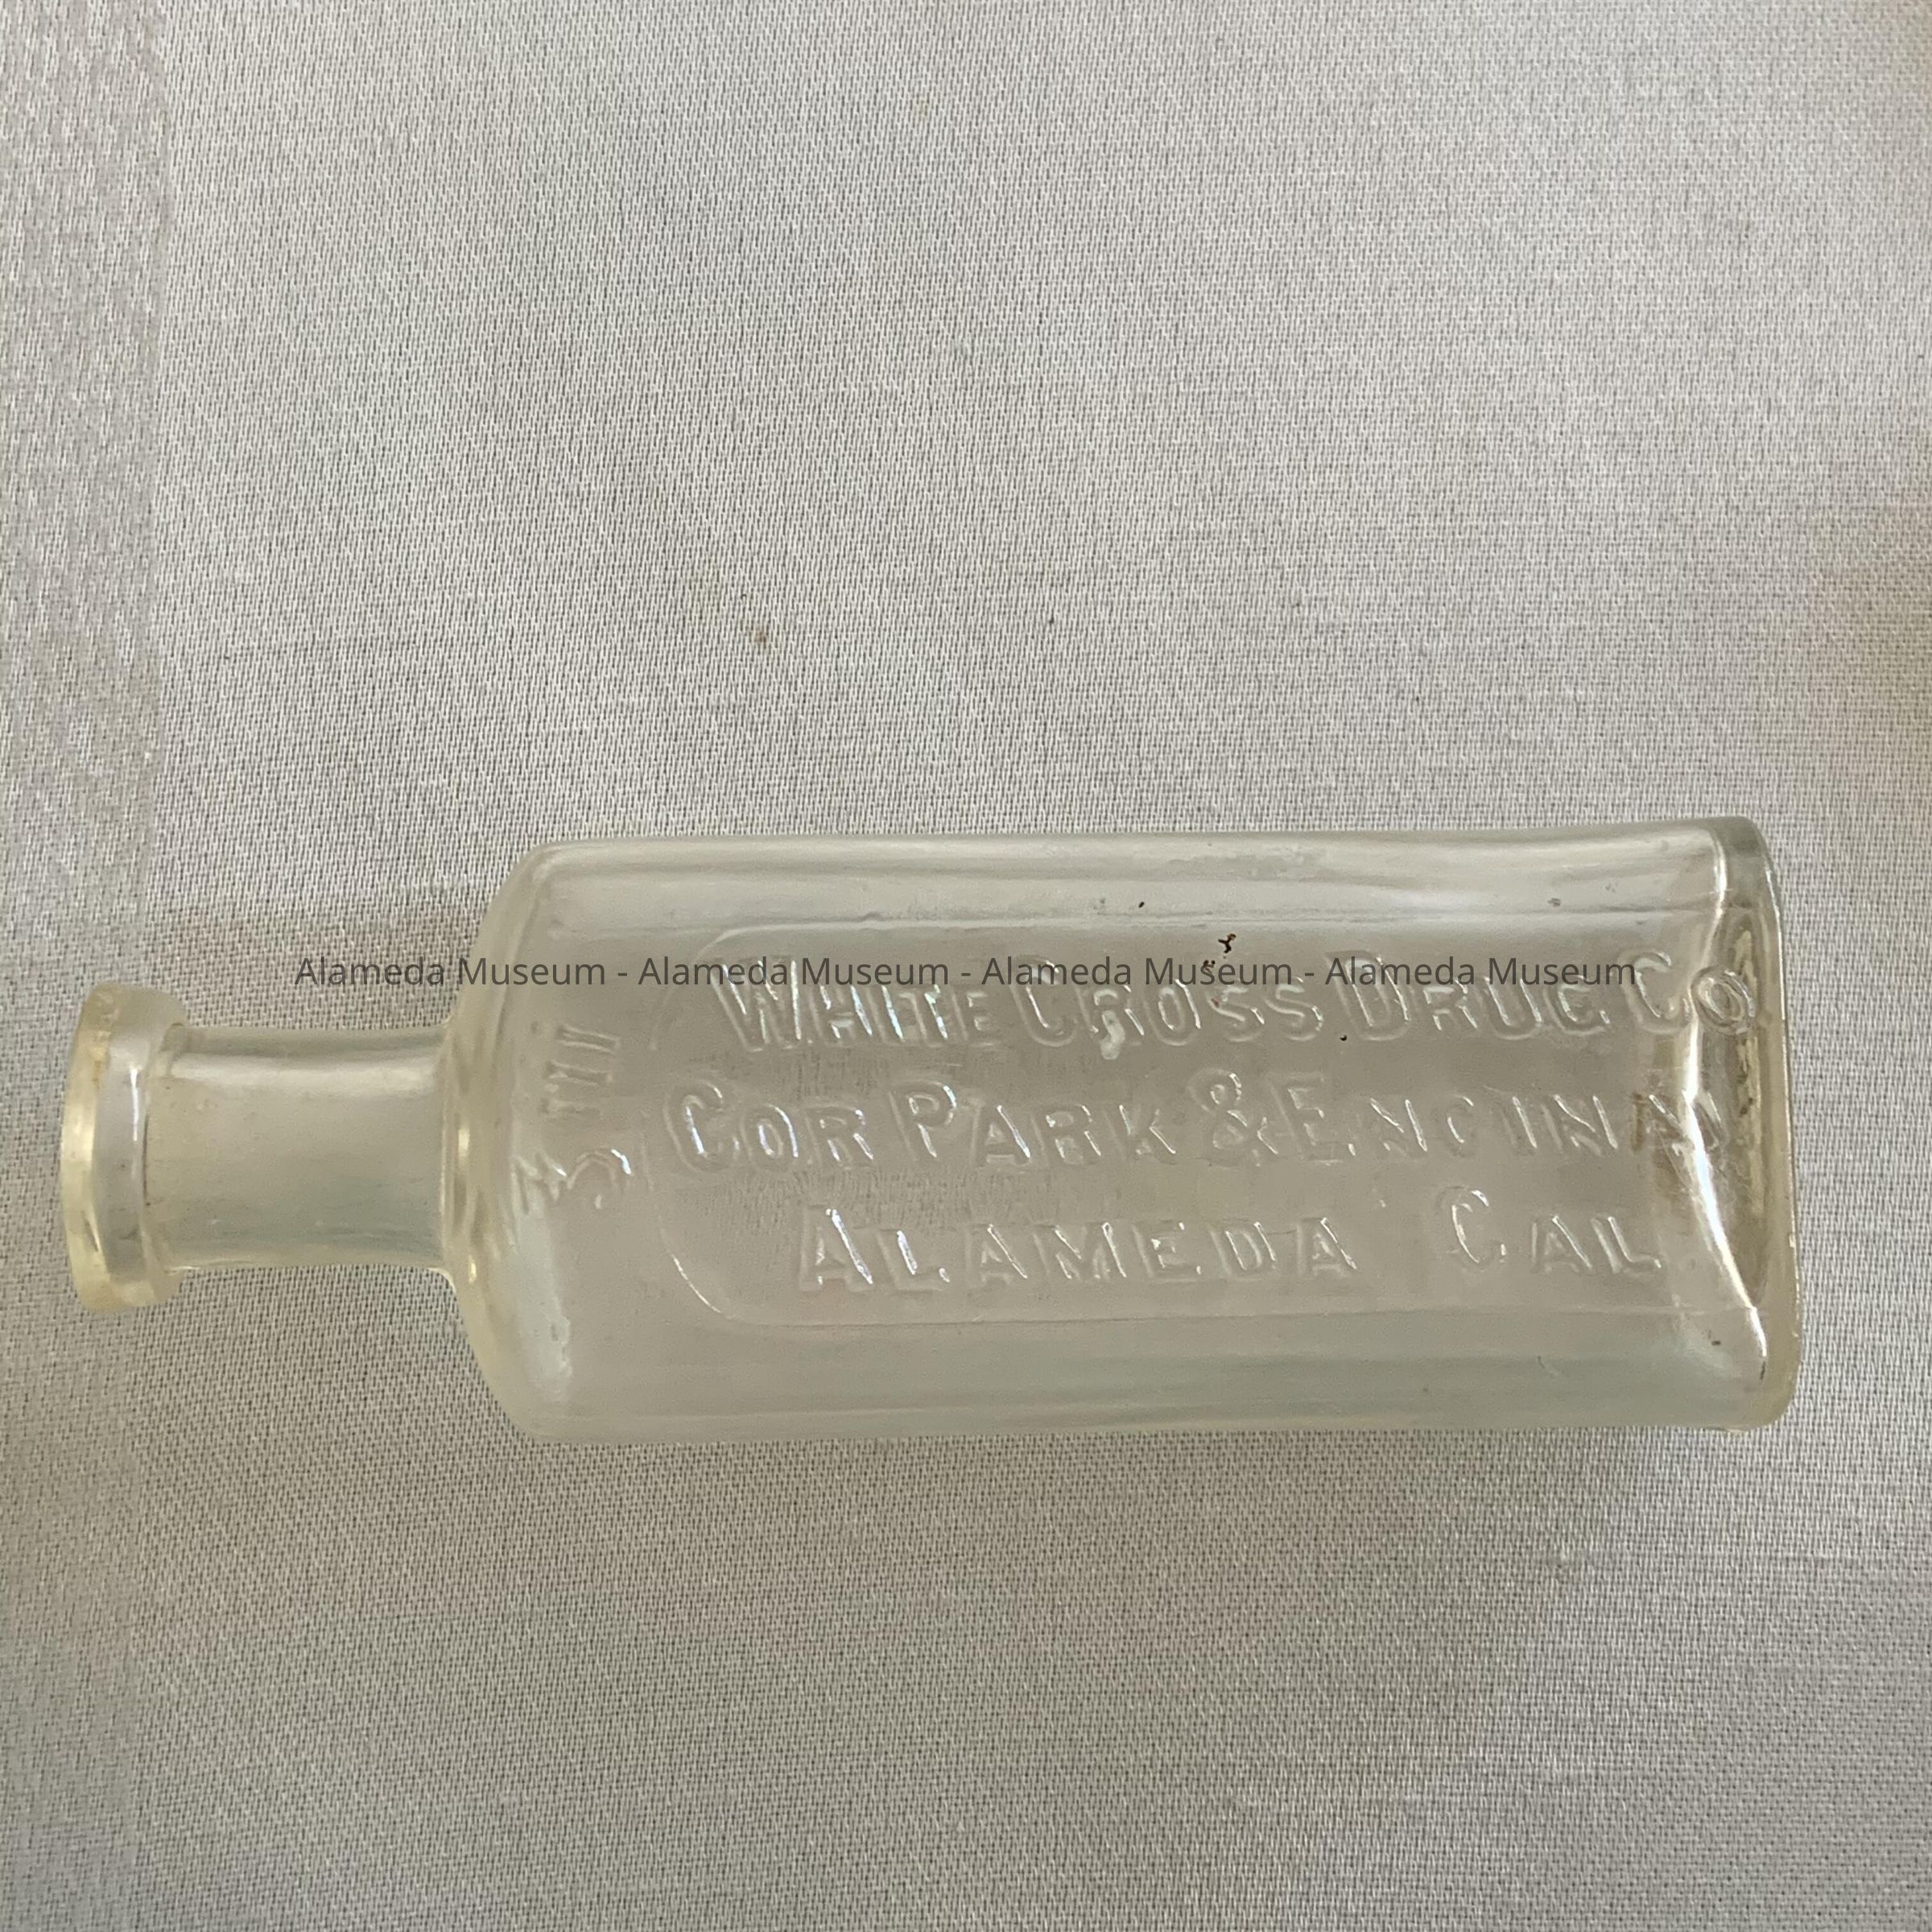 Alameda Museum - Alameda Museum - Alameda Museum - Alameda Museum
WHITE CROSS DRUG CO
COR PARK & ENCINAL
ALAMEDA CAL